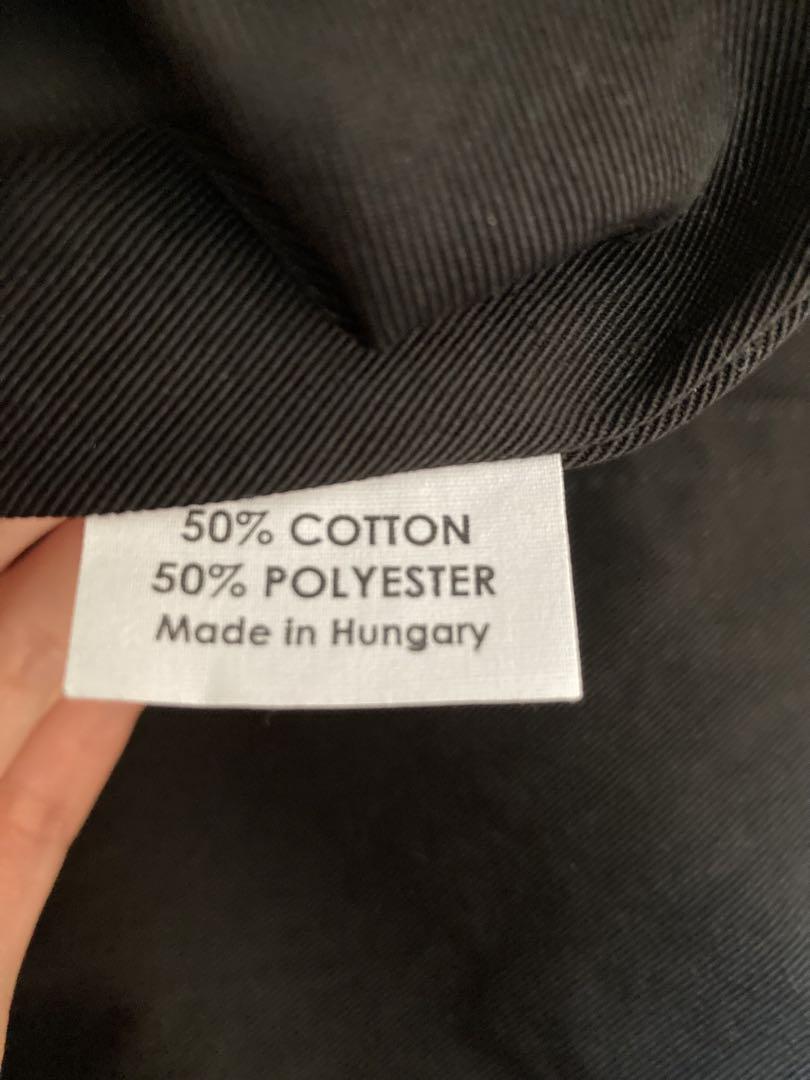 50% COTTON
50% POLYESTER
Made in Hungary